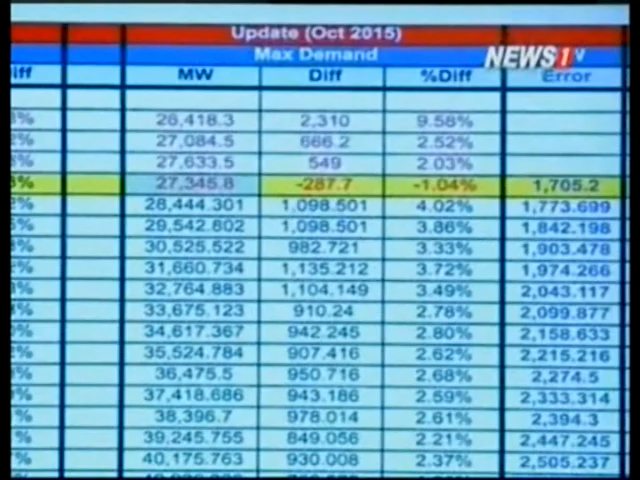 Update (Oct 2015)
Max Demand
NEWS1 TV
iff MW Diff %Diff Error
% 26,418.3 2,310 9.58%
% 27,084.5 666.2 2.52%
% 27,633.5 549 2.03%
% 27,345.8 -287.7 -1.04% 1,705.2
% 28,444.301 1,098.501 4.02% 1,773.699
% 29,542.802 1,098.501 3.86% 1,842.198
% 30,525.522 982.721 3.33% 1,903.478
% 31,660.734 1,135.212 3.72% 1,974.266
% 32,764.883 1,104.149 3.49% 2,043.117
% 33,675.123 910.24 2.78% 2,099.877
% 34,617.367 942.245 2.80% 2,158.633
% 35,524.784 907.416 2.62% 2,215.216
% 36,475.5 950.716 2.68% 2,274.5
% 37,418.686 943.186 2.59% 2,333.314
% 38,396.7 978.014 2.61% 2,394.3
% 39,245.755 849.056 2.21% 2,447.245
% 40,175.763 930.008 2.37% 2,505.237